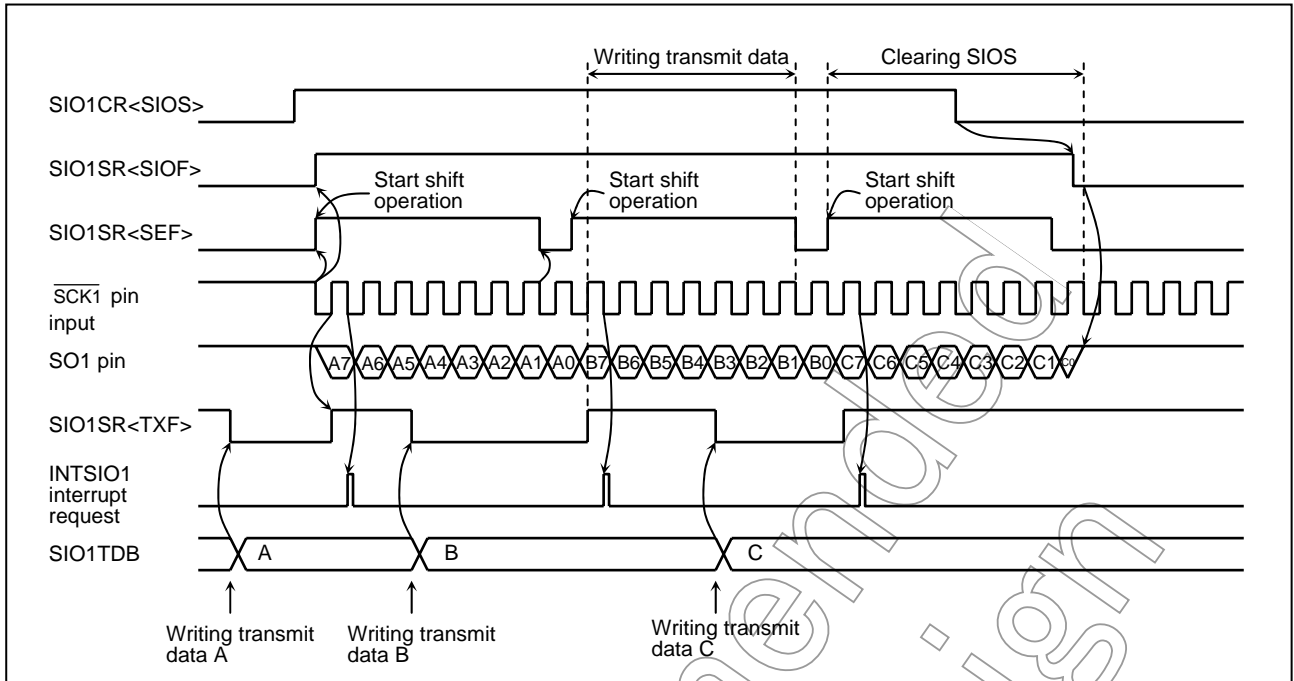 Writing transmit data
Clearing SIOS
SIO1CR<SIOS>
SIO1SR<SIOF>
Start shift
operation
Start shift
operation
Start shift
operation
SIO1SR<SEF>
SCK1 pin
input
SO1 pin
A7 A6 A5 A4 A3 A2 A1 A0 B7 B6 B5 B4 B3 B2 B1 B0 C7 C6 C5 C4 C3 C2 C1 C0
SIO1SR<TXF>
INTSIO1
interrupt
request
SIO1TDB
A
B
C
Writing transmit
data A
Writing transmit
data B
Writing transmit
data C
mended
ign